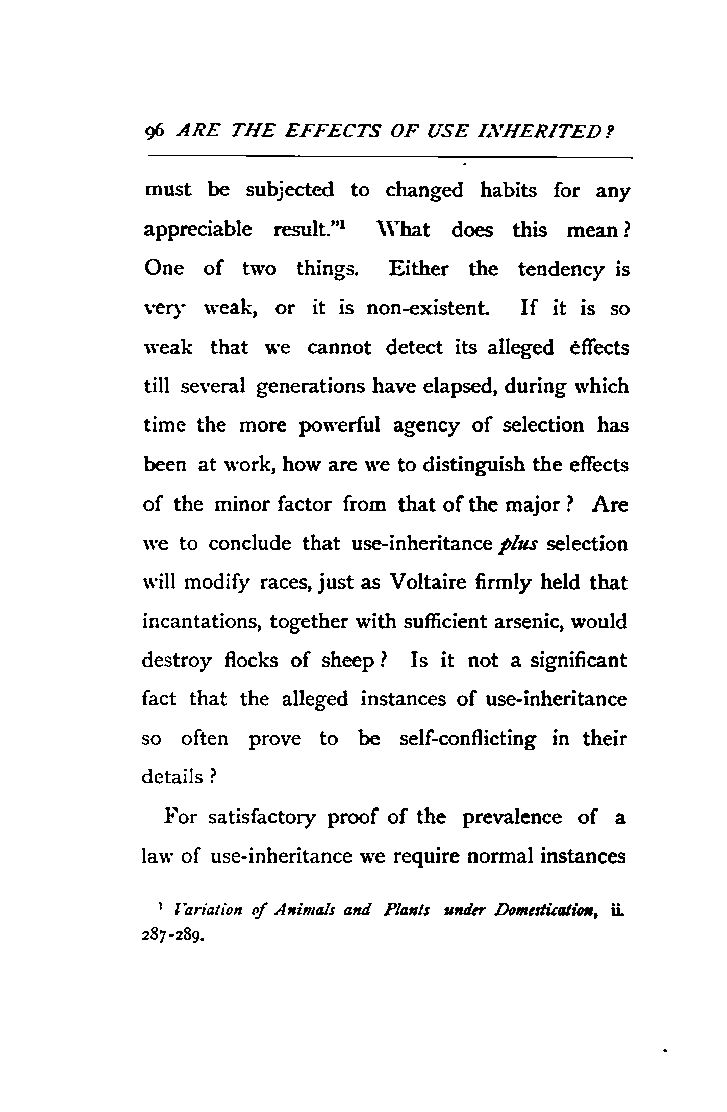 96 ARE THE EFFECTS OF USE INHERITED?
must be subjected to changed habits for any
appreciable result.”¹ What does this mean?
One of two things. Either the tendency is
very weak, or it is non-existent. If it is so
weak that we cannot detect its alleged effects
till several generations have elapsed, during which
time the more powerful agency of selection has
been at work, how are we to distinguish the effects
of the minor factor from that of the major? Are
we to conclude that use-inheritance plus selection
will modify races, just as Voltaire firmly held that
incantations, together with sufficient arsenic, would
destroy flocks of sheep? Is it not a significant
fact that the alleged instances of use-inheritance
so often prove to be self-conflicting in their
details?
For satisfactory proof of the prevalence of a
law of use-inheritance we require normal instances
¹ Variation of Animals and Plants under Domestication, ii.
287-289.